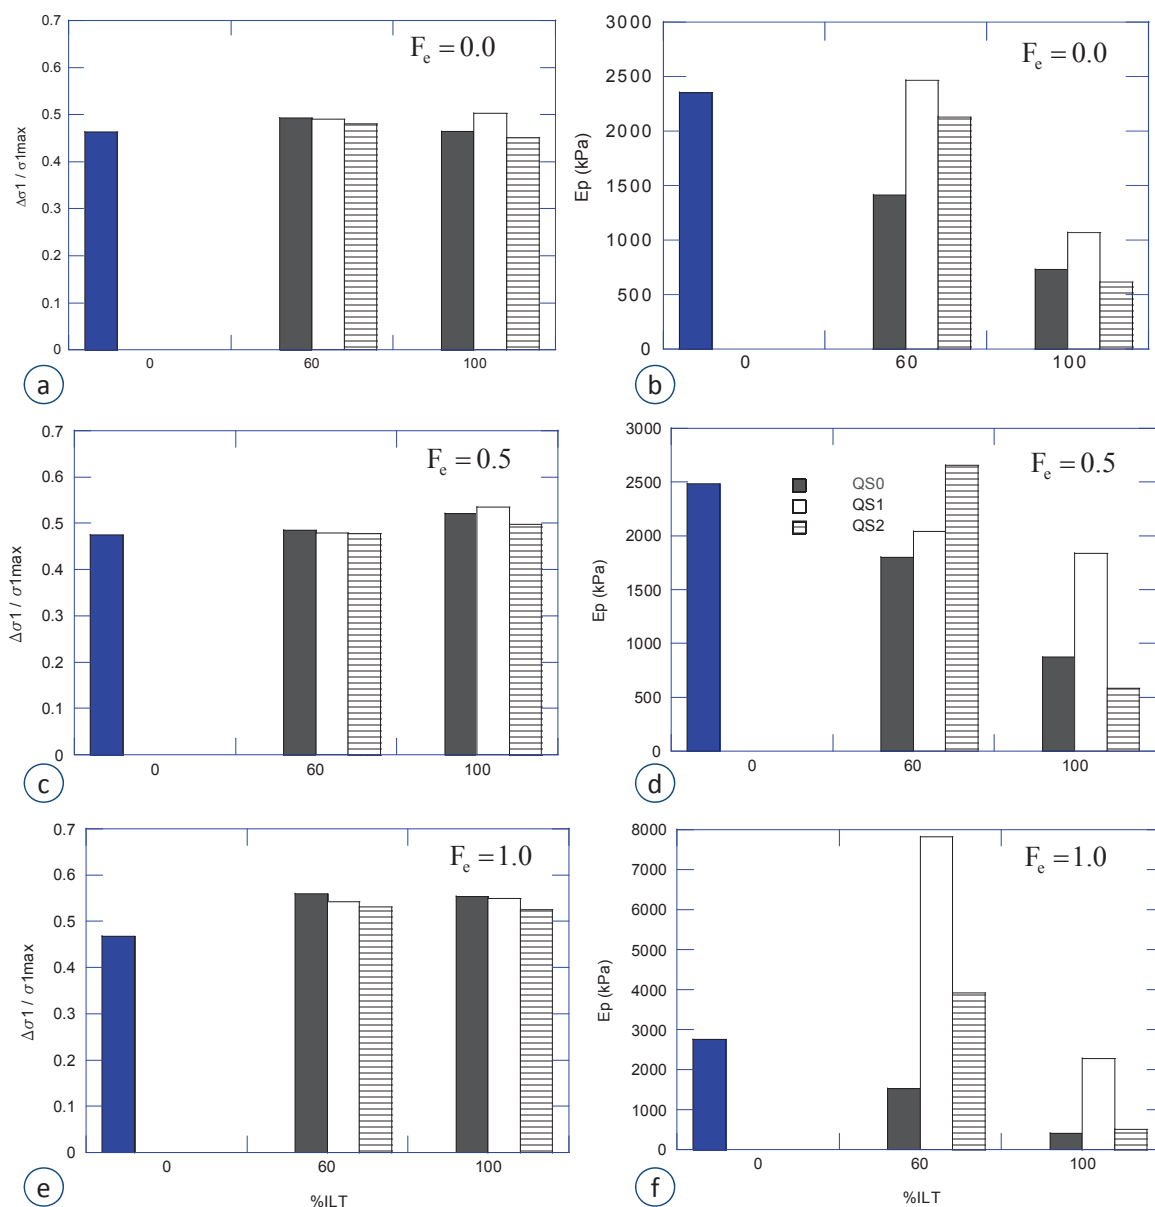 0.7
0.6
0.5
0.4
0.3
0.2
0.1
0
Δσ1 / σ1max
Fe = 0.0
0 60 100
a
3000
2500
2000
1500
1000
500
0
Ep (kPa)
Fe = 0.0
0 60 100
b
0.7
0.6
0.5
0.4
0.3
0.2
0.1
0
Δσ1 / σ1max
Fe = 0.5
0 60 100
c
3000
2500
2000
1500
1000
500
0
Ep (kPa)
Fe = 0.5
QS0
QS1
QS2
0 60 100
d
0.7
0.6
0.5
0.4
0.3
0.2
0.1
0
Δσ1 / σ1max
Fe = 1.0
0 60 100
%ILT
e
8000
7000
6000
5000
4000
3000
2000
1000
0
Ep (kPa)
Fe = 1.0
0 60 100
%ILT
f